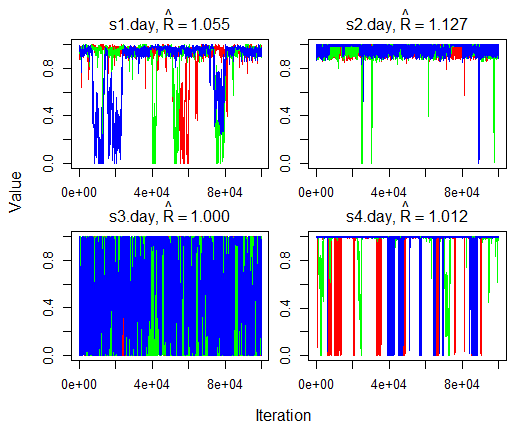 s1.day, R̂ = 1.055
s2.day, R̂ = 1.127
Value
0.0 0.4 0.8
0.0 0.4 0.8
0e+00 4e+04 8e+04
0e+00 4e+04 8e+04
s3.day, R̂ = 1.000
s4.day, R̂ = 1.012
0.0 0.4 0.8
0.0 0.4 0.8
0e+00 4e+04 8e+04
0e+00 4e+04 8e+04
Iteration